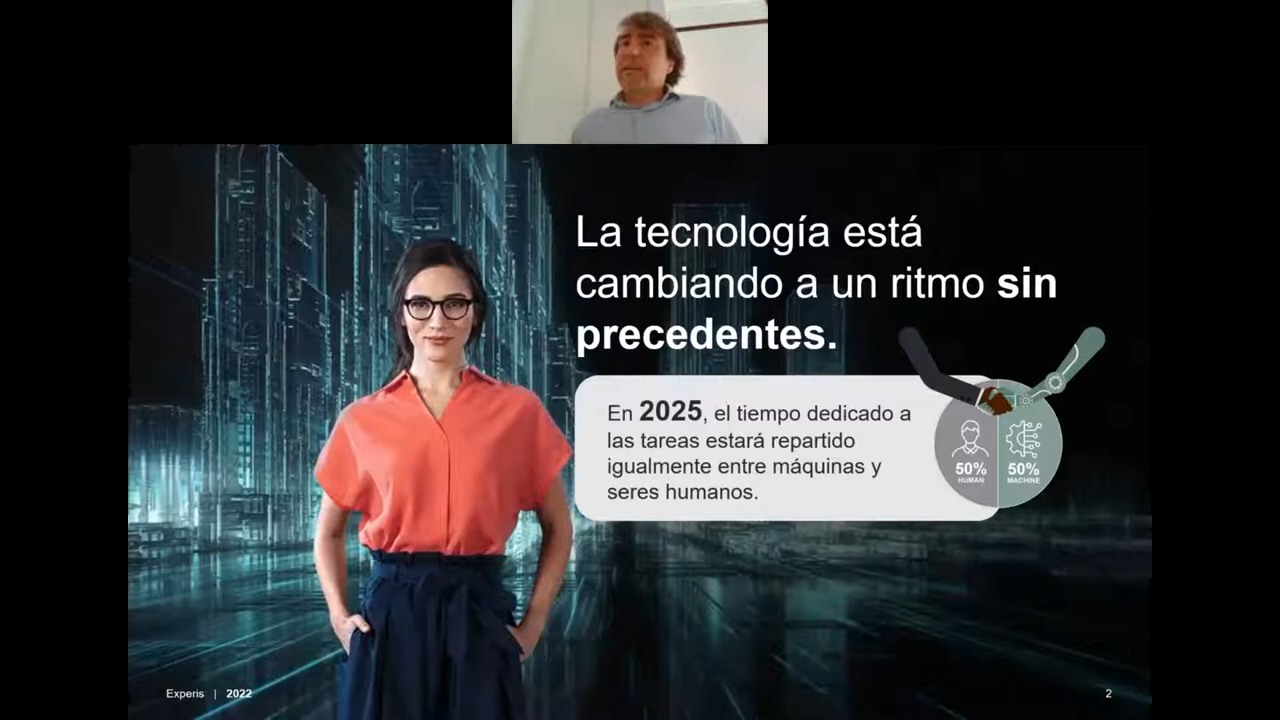 La tecnología está
cambiando a un ritmo sin
precedentes.
En 2025, el tiempo dedicado a
las tareas estará repartido
igualmente entre máquinas y
seres humanos.
50% 50%
HUMAN MACHINE
Experis | 2022
2